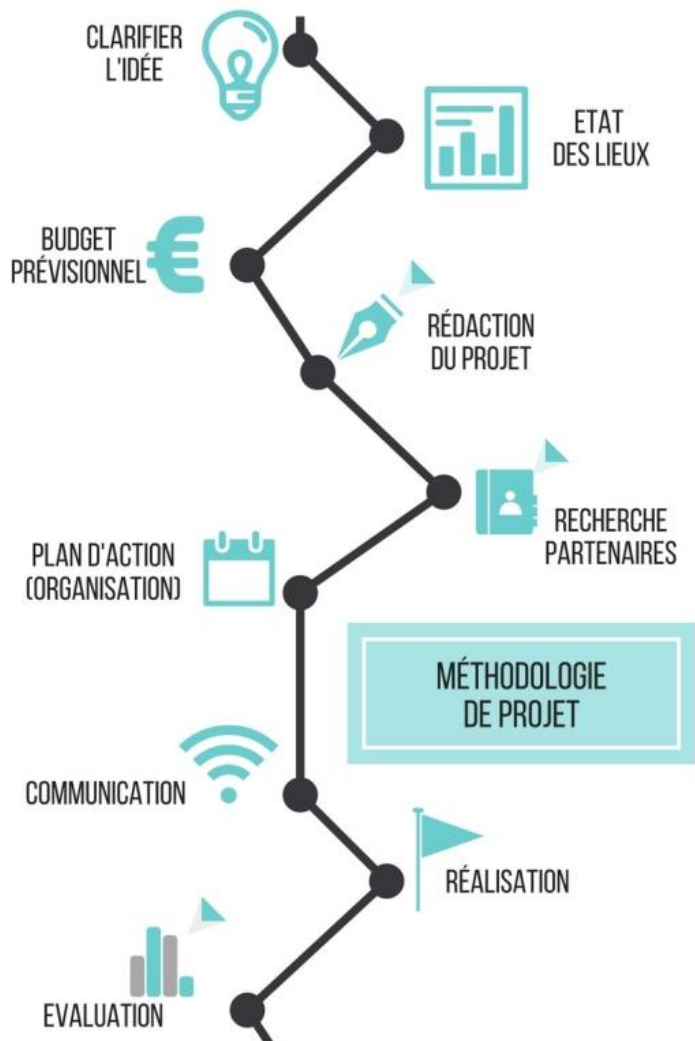 CLARIFIER
L'IDÉE
ETAT
DES LIEUX
BUDGET
PRÉVISIONNEL
RÉDACTION
DU PROJET
RECHERCHE
PARTENAIRES
PLAN D'ACTION
(ORGANISATION)
MÉTHODOLOGIE
DE PROJET
COMMUNICATION
RÉALISATION
EVALUATION